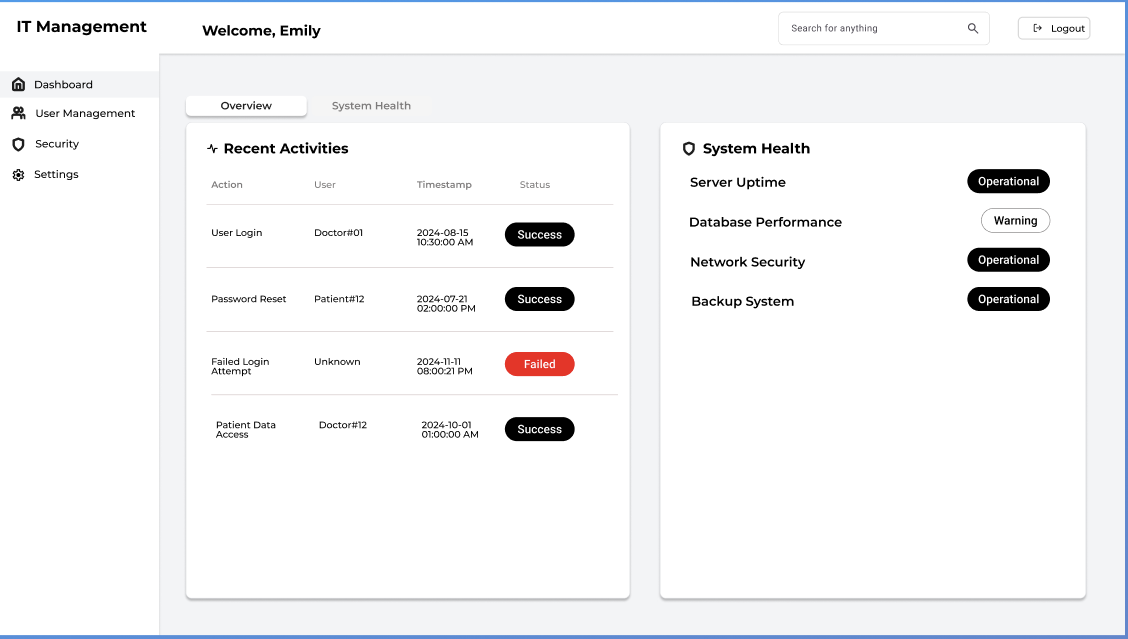 IT Management
Welcome, Emily
Search for anything
Logout
Dashboard
User Management
Security
Settings
Overview
System Health
Recent Activities
Action User Timestamp Status
User Login Doctor#01 2024-08-15
10:30:00 AM
Success
Password Reset Patient#12 2024-07-21
02:00:00 PM
Success
Failed Login
Attempt
Unknown
2024-11-11
08:00:21 PM
Failed
Patient Data
Access
Doctor#12
2024-10-01
01:00:00 AM
Success
System Health
Server Uptime Operational
Database Performance Warning
Network Security Operational
Backup System Operational